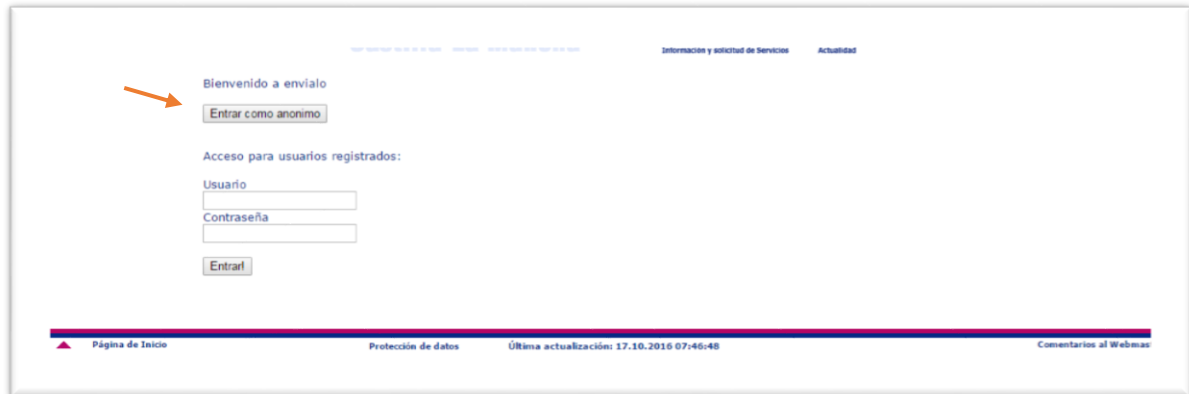 Información y solicitud de Servicios Actualidad
Bienvenido a envialo
Entrar como anonimo
Acceso para usuarios registrados:
Usuario
Contraseña
Entrar!
Página de Inicio Protección de datos Última actualización: 17.10.2016 07:46:48 Comentarios al Webmas